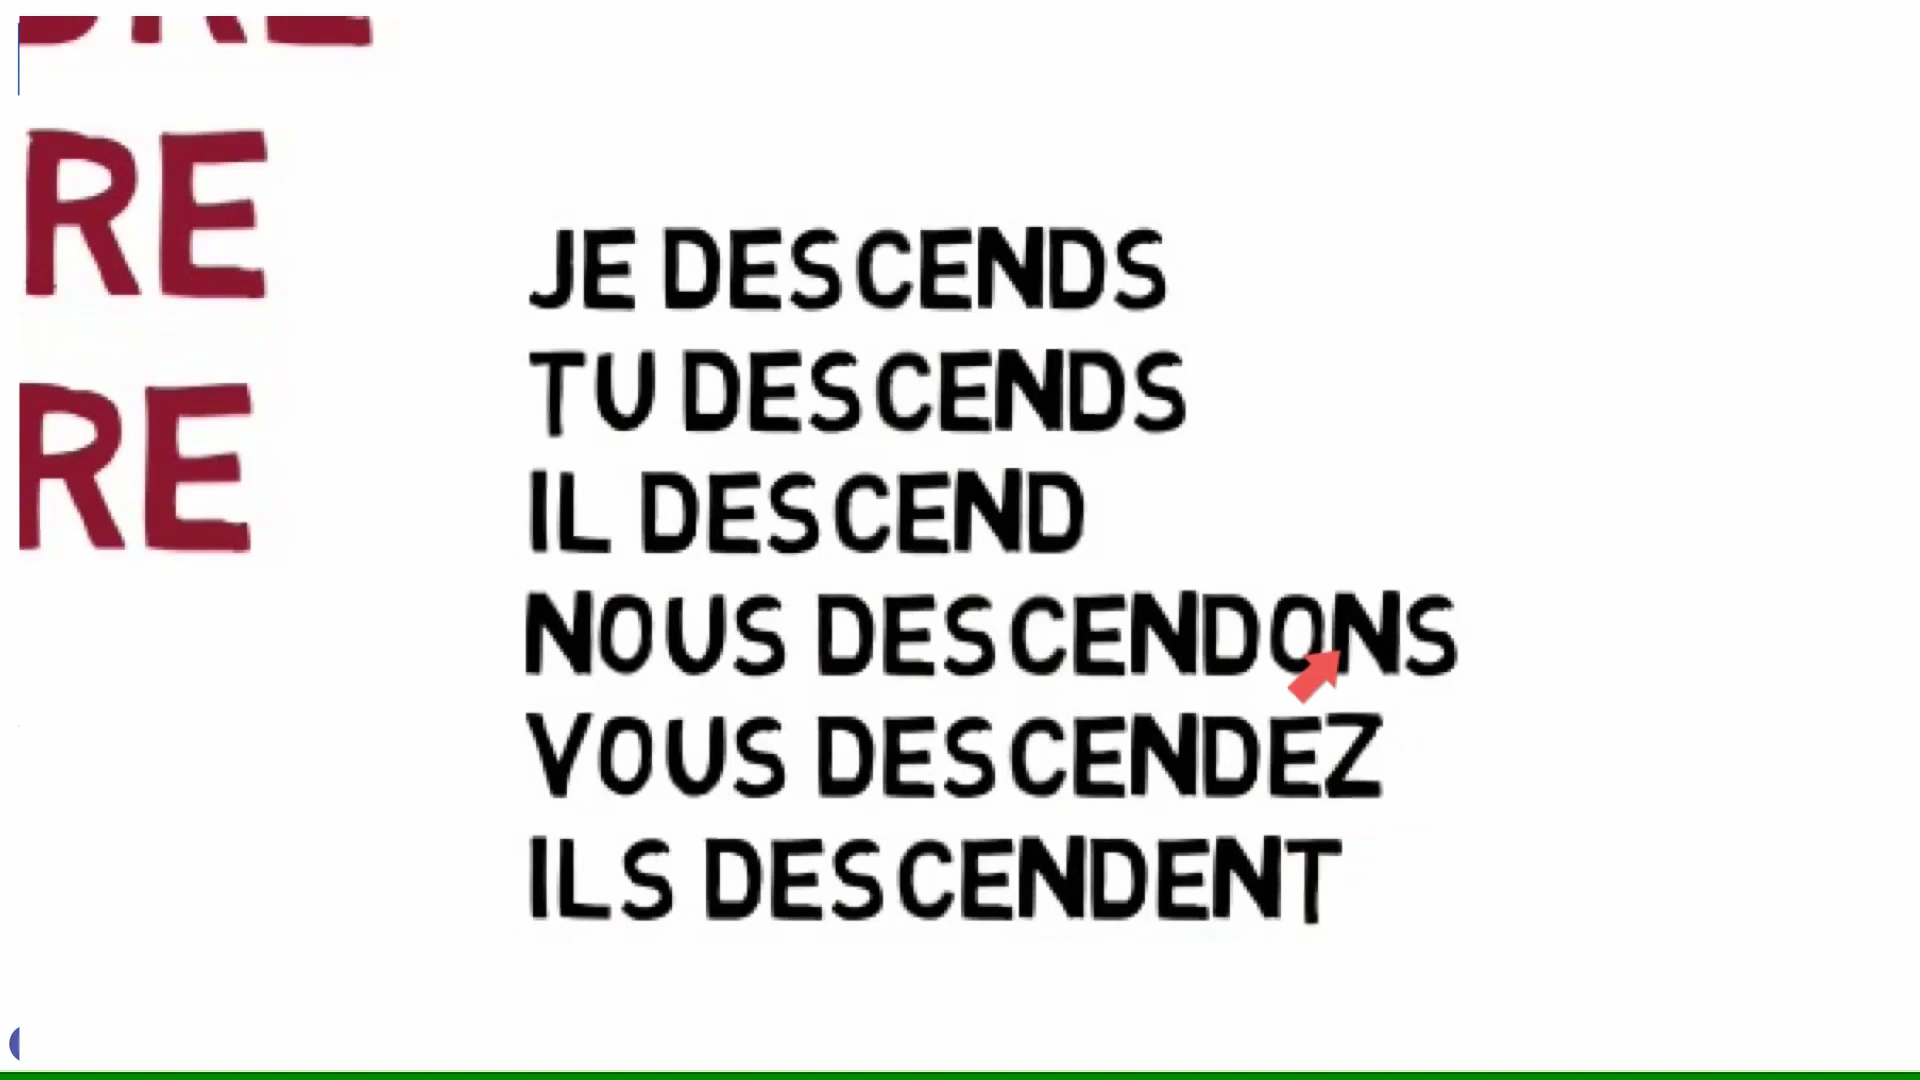 RE
RE
JE DESCENDS
TU DESCENDS
IL DESCEND
NOUS DESCENDONS
VOUS DESCENDEZ
ILS DESCENDENT